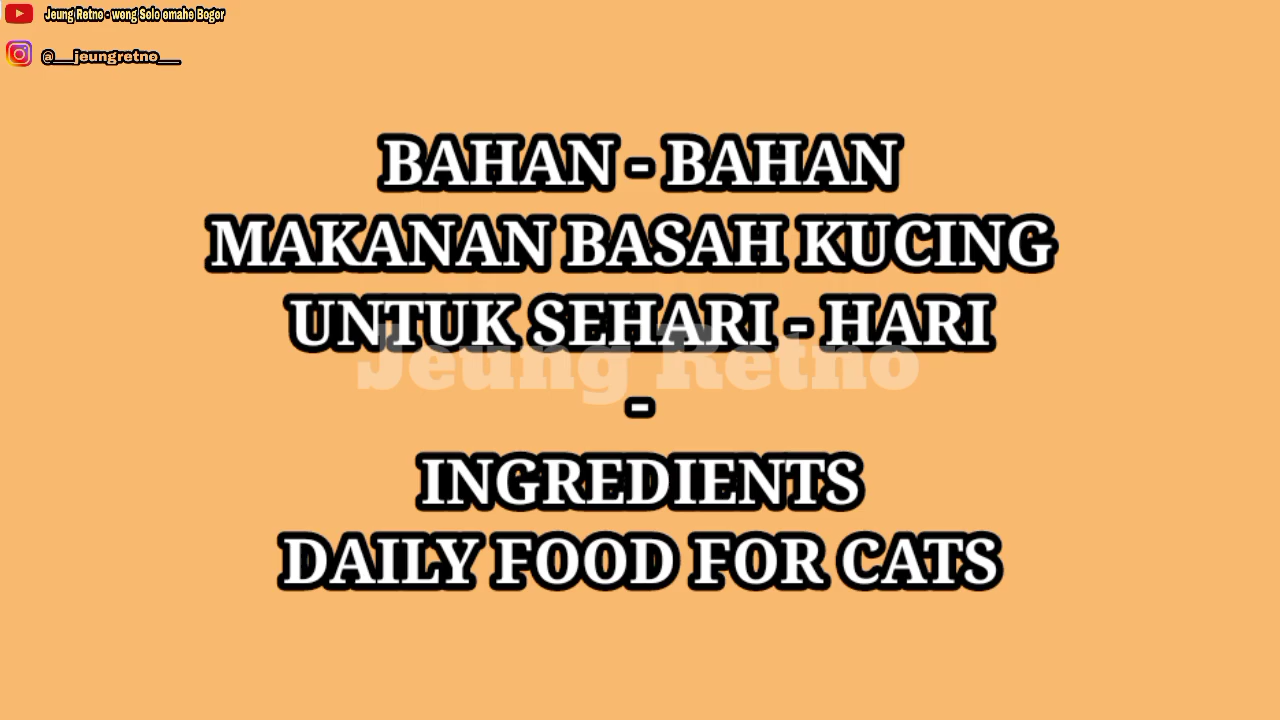 Jeung Retno - wong Solo omahe Bogor
@__jeungretno__
BAHAN - BAHAN
MAKANAN BASAH KUCING
UNTUK SEHARI - HARI
Jeung Retno
-
INGREDIENTS
DAILY FOOD FOR CATS